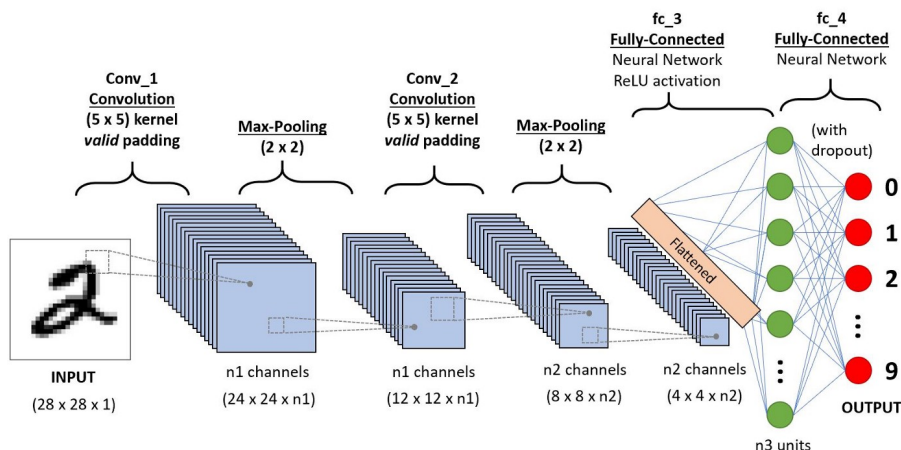 fc_3
Fully-Connected
Neural Network
ReLU activation
fc_4
Fully-Connected
Neural Network
Conv_1
Convolution
(5 x 5) kernel
valid padding
Max-Pooling
(2 x 2)
Conv_2
Convolution
(5 x 5) kernel
valid padding
Max-Pooling
(2 x 2)
(with
dropout)
Flattened
0
1
2
9
INPUT
(28 x 28 x 1)
n1 channels
(24 x 24 x n1)
n1 channels
(12 x 12 x n1)
n2 channels
(8 x 8 x n2)
n2 channels
(4 x 4 x n2)
OUTPUT
n3 units
2